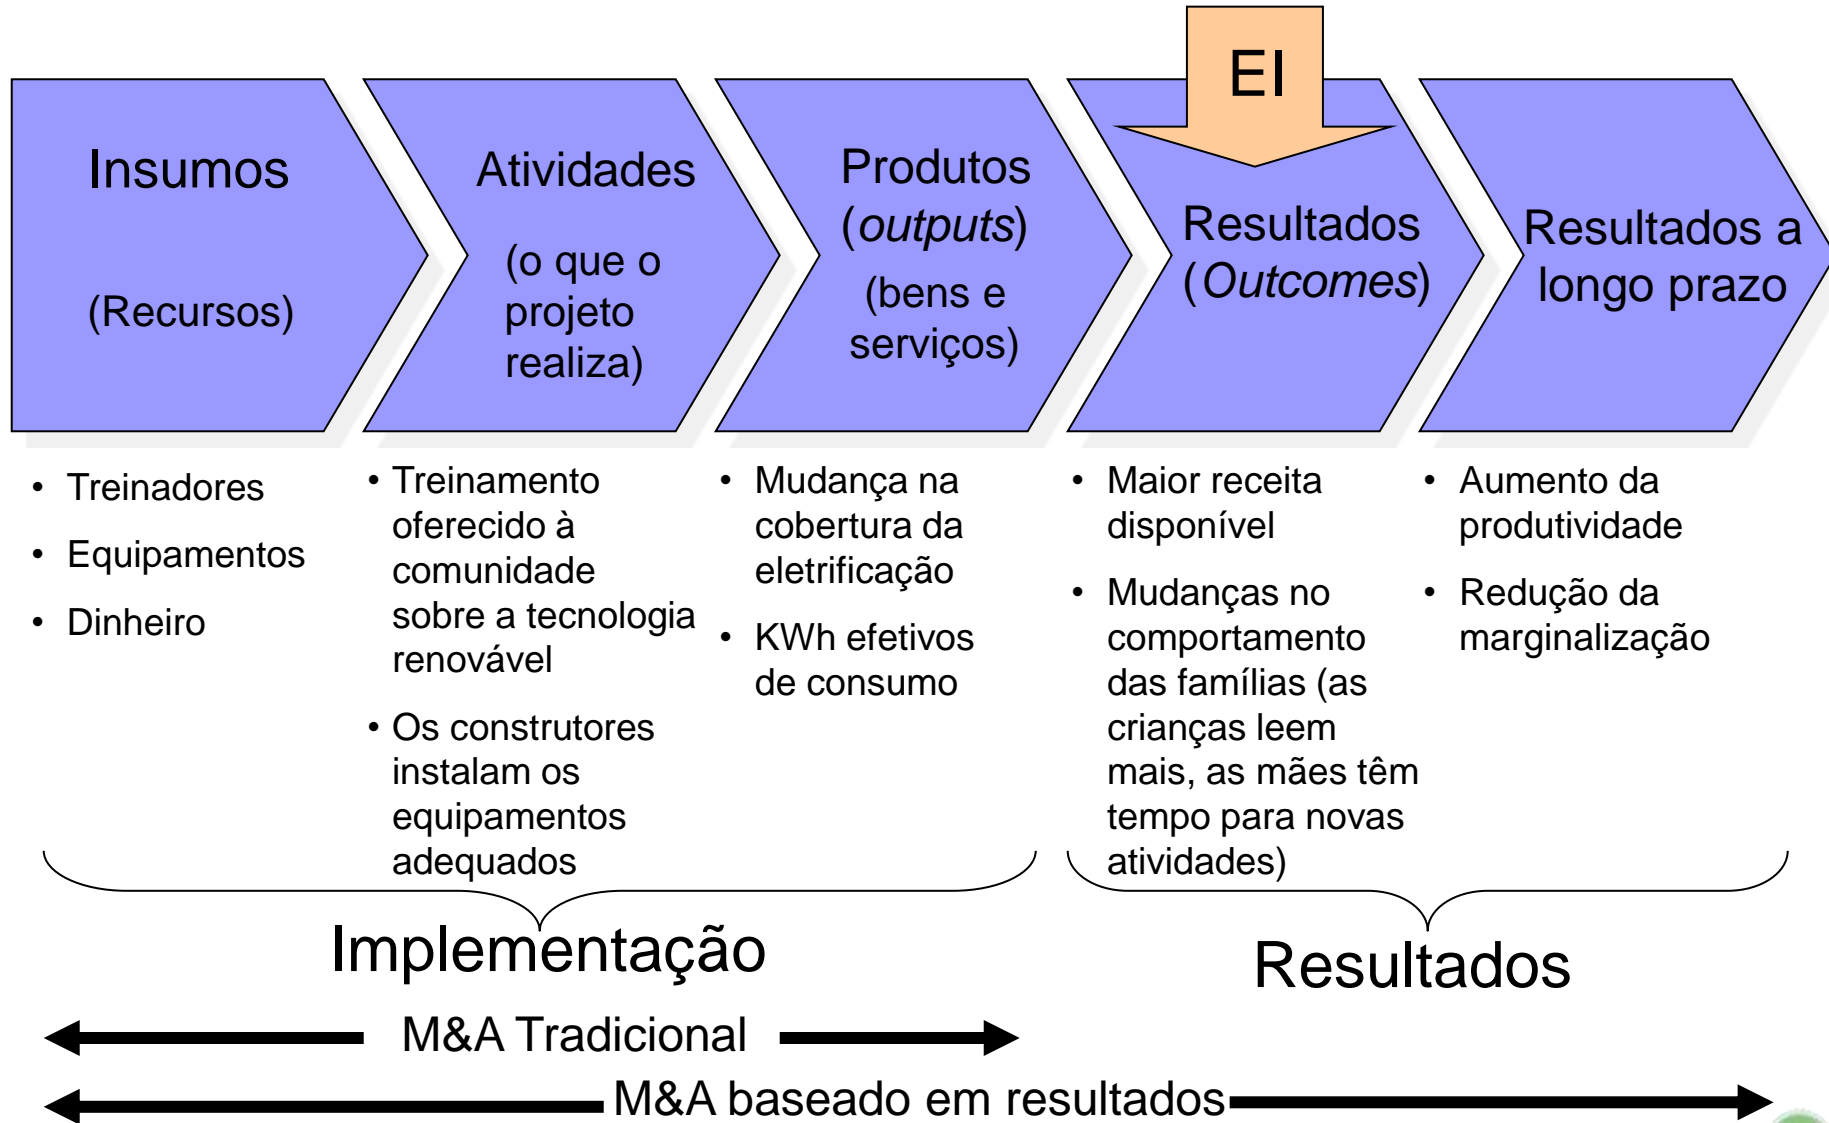 EI
Insumos
(Recursos)
Atividades
(o que o
projeto
realiza)
Produtos
(outputs)
(bens e
serviços)
Resultados
(Outcomes)
Resultados a
longo prazo
• Treinadores
• Equipamentos
• Dinheiro
• Treinamento
oferecido à
comunidade
sobre a tecnologia
renovável
• Os construtores
instalam os
equipamentos
adequados
• Mudança na
cobertura da
eletrificação
• KWh efetivos
de consumo
• Maior receita
disponível
• Mudanças no
comportamento
das famílias (as
crianças leem
mais, as mães têm
tempo para novas
atividades)
• Aumento da
produtividade
• Redução da
marginalização
Implementação
Resultados
M&A Tradicional
M&A baseado em resultados